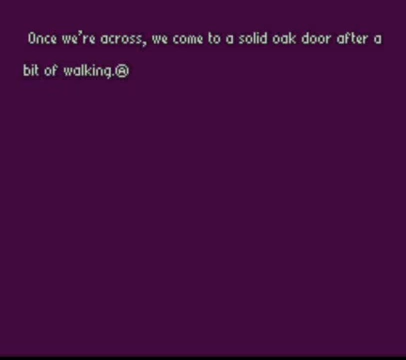 Once we're across, we come to a solid oak door after a
bit of walking.